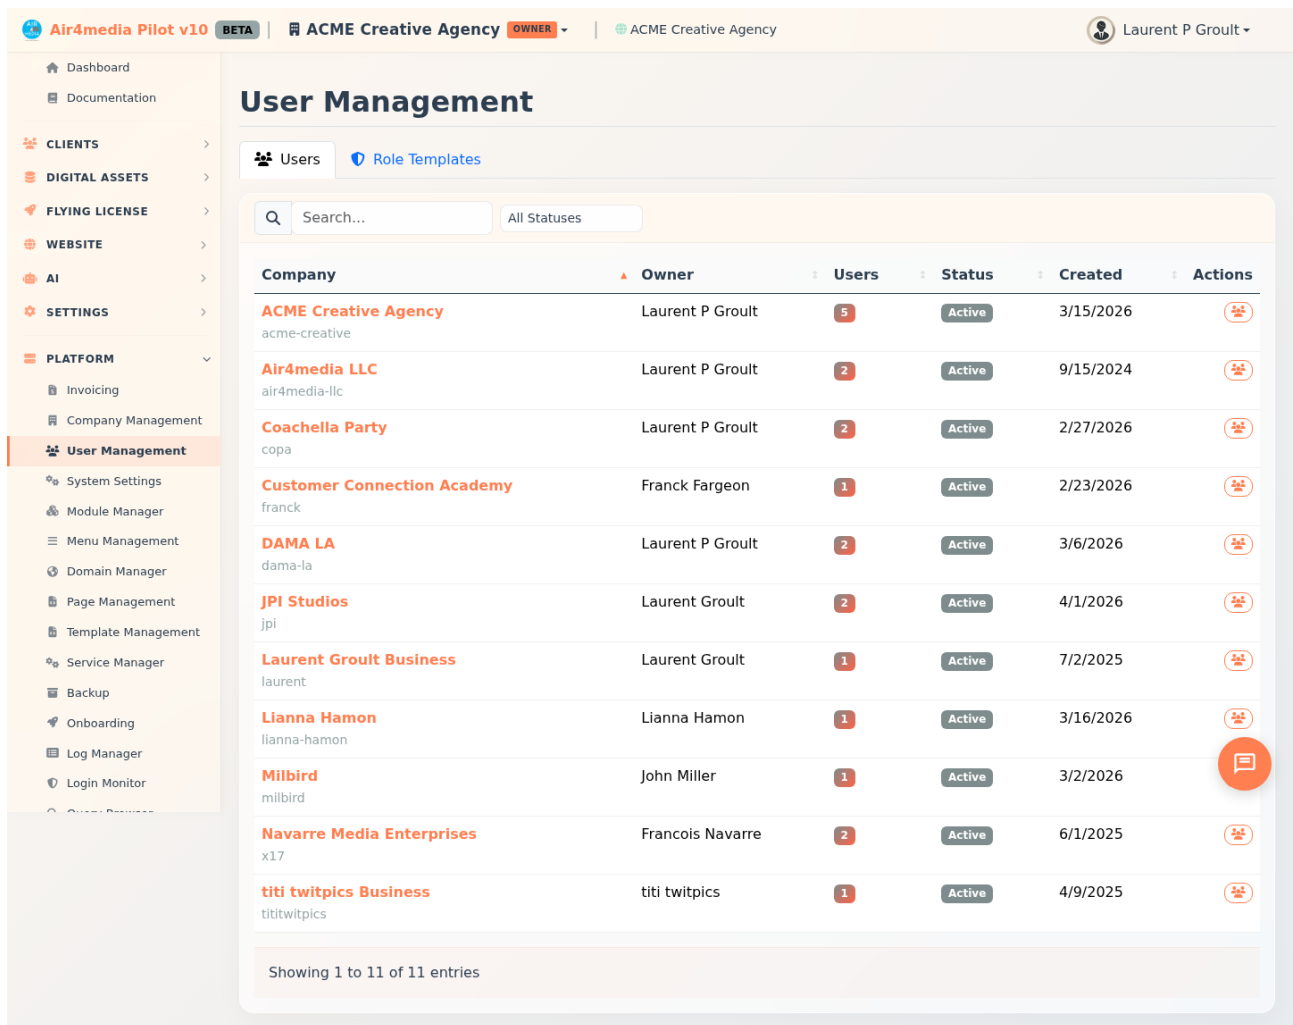 Air4media Pilot v10 BETA | ACME Creative Agency OWNER | ACME Creative Agency Laurent P Groult
Dashboard
Documentation
CLIENTS
DIGITAL ASSETS
FLYING LICENSE
WEBSITE
AI
SETTINGS
PLATFORM
Invoicing
Company Management
User Management
System Settings
Module Manager
Menu Management
Domain Manager
Page Management
Template Management
Service Manager
Backup
Onboarding
Log Manager
Login Monitor
Query Browser
User Management
Users Role Templates
Search... All Statuses
Company Owner Users Status Created Actions
ACME Creative Agency Laurent P Groult 5 Active 3/15/2026
acme-creative
Air4media LLC Laurent P Groult 2 Active 9/15/2024
air4media-llc
Coachella Party Laurent P Groult 2 Active 2/27/2026
copa
Customer Connection Academy Franck Fargeon 1 Active 2/23/2026
franck
DAMA LA Laurent P Groult 2 Active 3/6/2026
dama-la
JPI Studios Laurent Groult 2 Active 4/1/2026
jpi
Laurent Groult Business Laurent Groult 1 Active 7/2/2025
laurent
Lianna Hamon Lianna Hamon 1 Active 3/16/2026
lianna-hamon
Milbird John Miller 1 Active 3/2/2026
milbird
Navarre Media Enterprises Francois Navarre 2 Active 6/1/2025
x17
titi twitpics Business titi twitpics 1 Active 4/9/2025
tititwitpics
Showing 1 to 11 of 11 entries